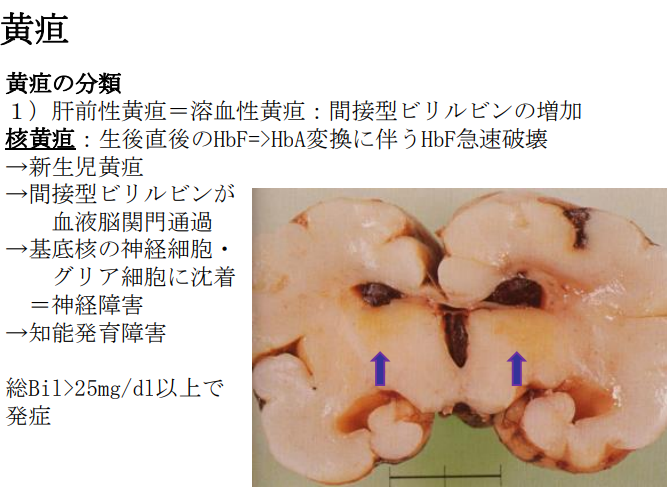 黄疸
黄疸の分類
１）肝前性黄疸＝溶血性黄疸：間接型ビリルビンの増加
核黄疸：生後直後のHbF=>HbA変換に伴うHbF急速破壊
→新生児黄疸
→間接型ビリルビンが
血液脳関門通過
→基底核の神経細胞・
グリア細胞に沈着
＝神経障害
→知能発育障害
総Bil>25mg/dl以上で
発症